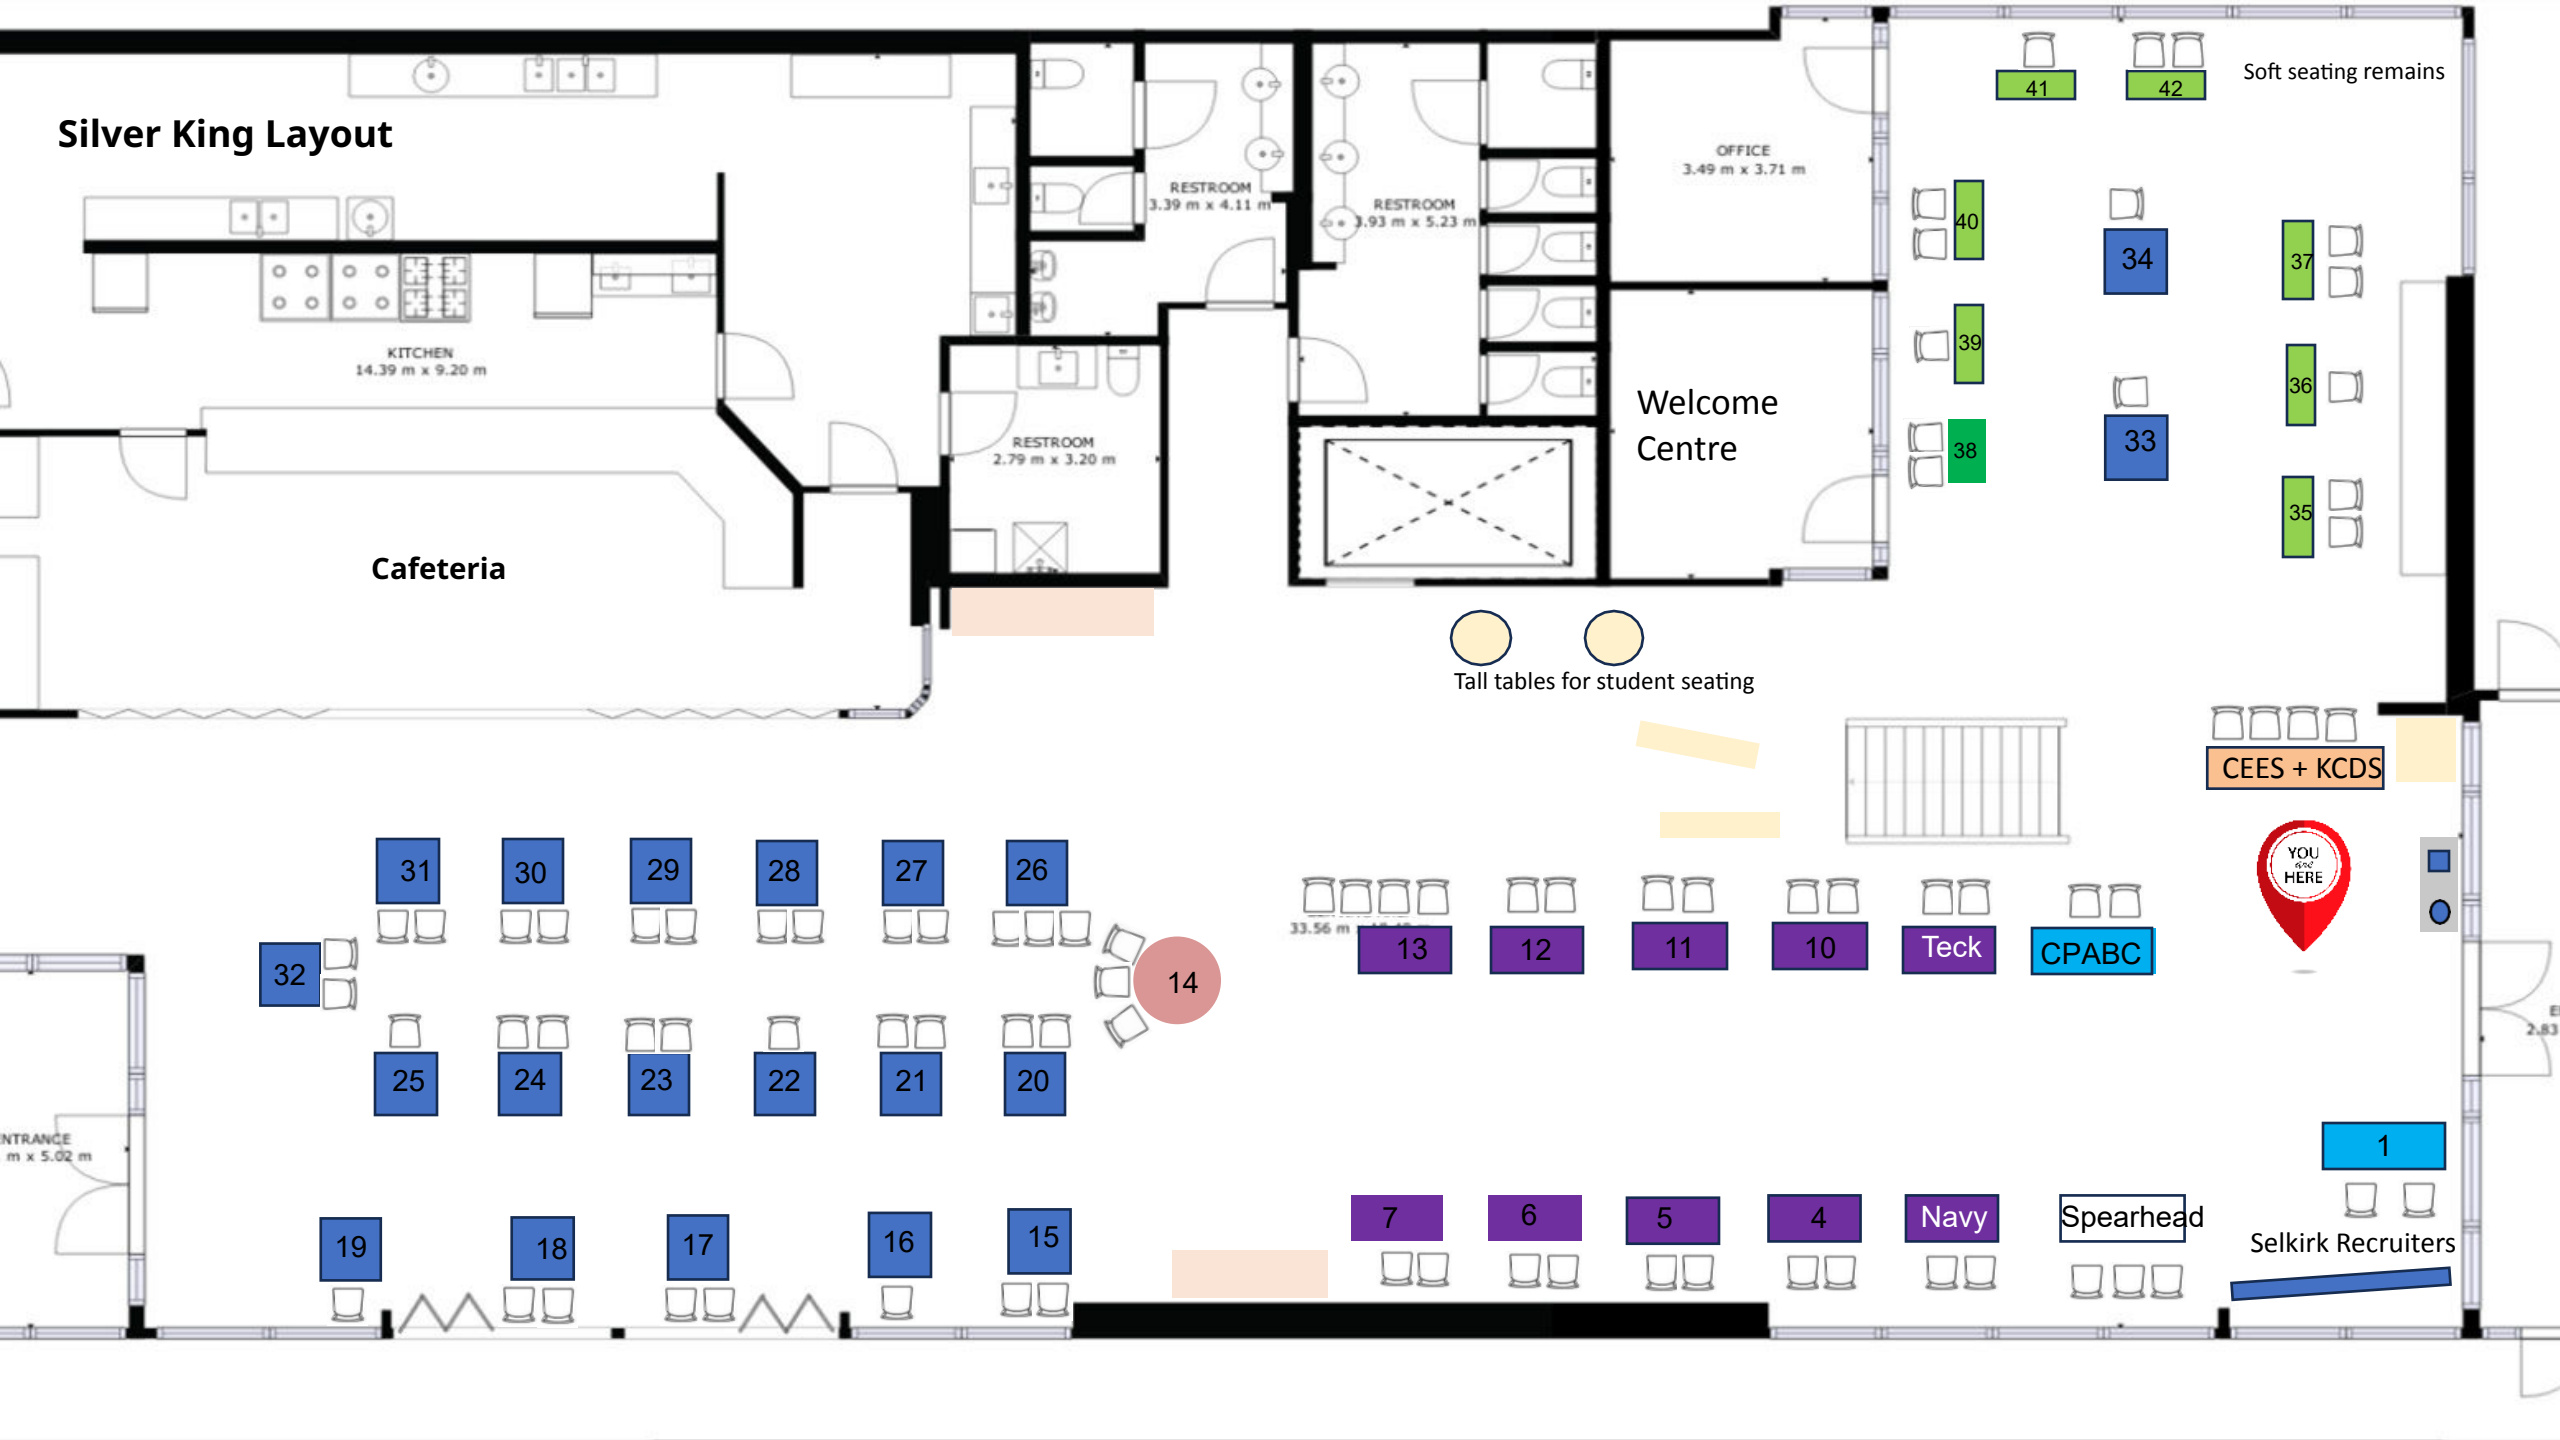 Silver King Layout
41
42
Soft seating remains
OFFICE
3.49 m x 3.71 m
RESTROOM
3.39 m x 4.11 m
RESTROOM
3.93 m x 5.23 m
40
34
37
KITCHEN
14.39 m x 9.20 m
39
36
Welcome
Centre
RESTROOM
2.79 m x 3.20 m
38
33
35
Cafeteria
Tall tables for student seating
CEES + KCDS
YOU
are
HERE
31
30
29
28
27
26
33.56 m
13
12
11
10
Teck
CPABC
32
14
2.83
25
24
23
22
21
20
NTRANCE
m x 5.02 m
1
19
18
17
16
15
7
6
5
4
Navy
Spearhead
Selkirk Recruiters